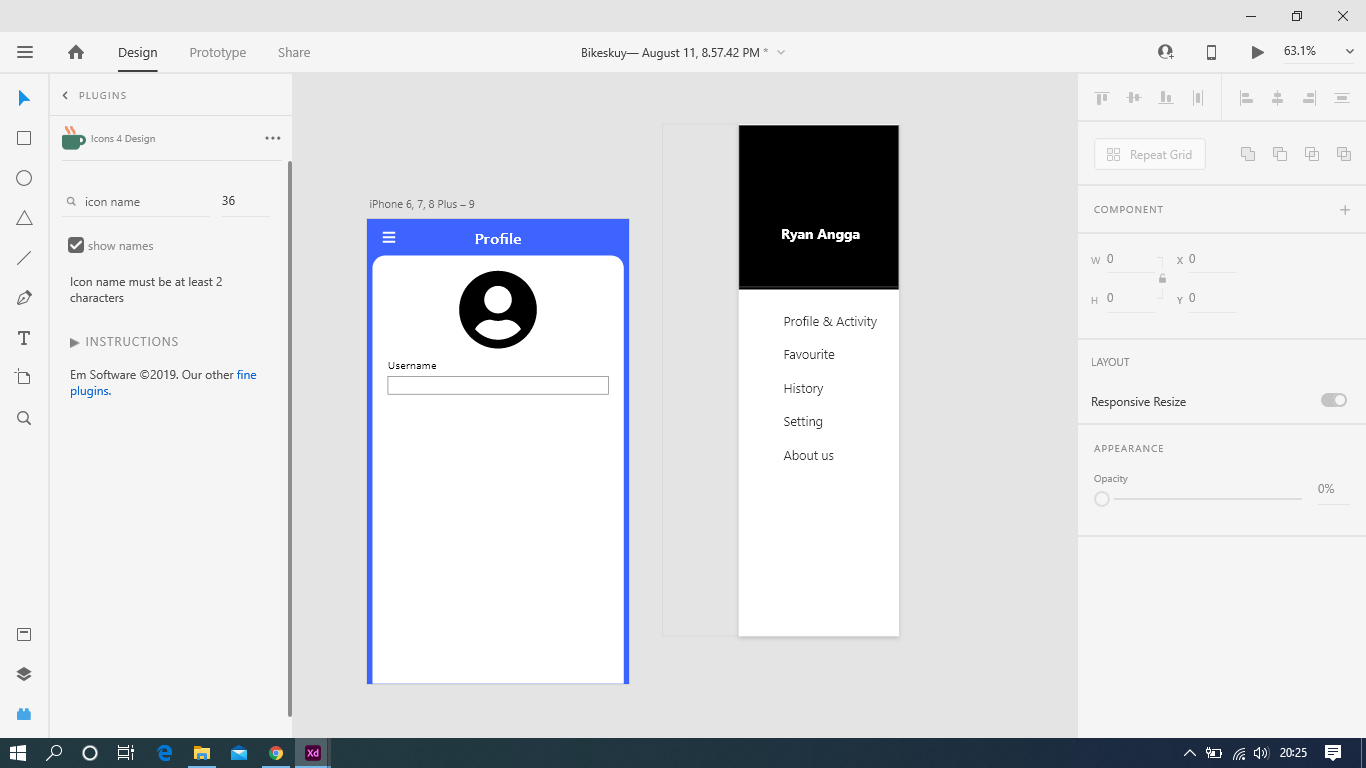 Design
Prototype
Share
Bikeskuy— August 11, 8.57.42 PM *
63.1%
PLUGINS
Icons 4 Design
icon name
36
show names
Icon name must be at least 2
characters
INSTRUCTIONS
Em Software ©2019. Our other fine
plugins.
iPhone 6, 7, 8 Plus – 9
Profile
Username
Ryan Angga
Profile & Activity
Favourite
History
Setting
About us
Repeat Grid
COMPONENT
W 0
X 0
H 0
Y 0
LAYOUT
Responsive Resize
APPEARANCE
Opacity
0%
Xd
20:25